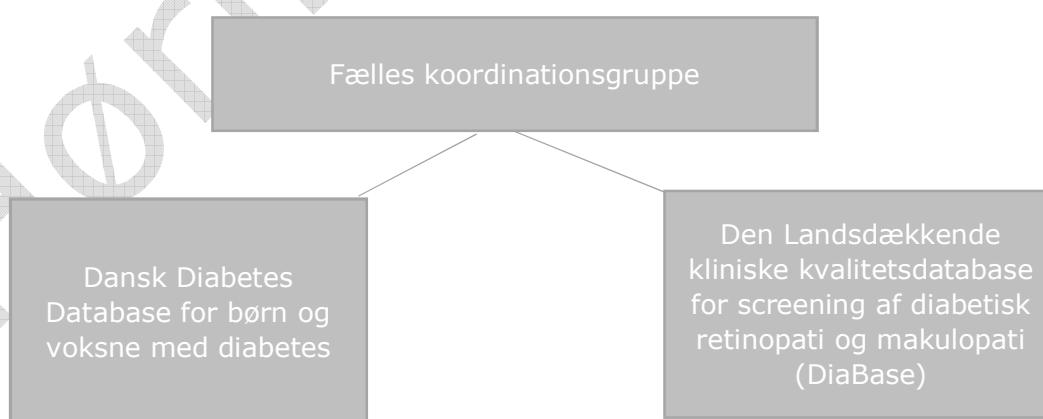 Fælles koordinationsgruppe
Dansk Diabetes
Database for børn og
voksne med diabetes
Den Landsdækkende
kliniske kvalitetsdatabase
for screening af diabetisk
retinopati og makulopati
(DiaBase)